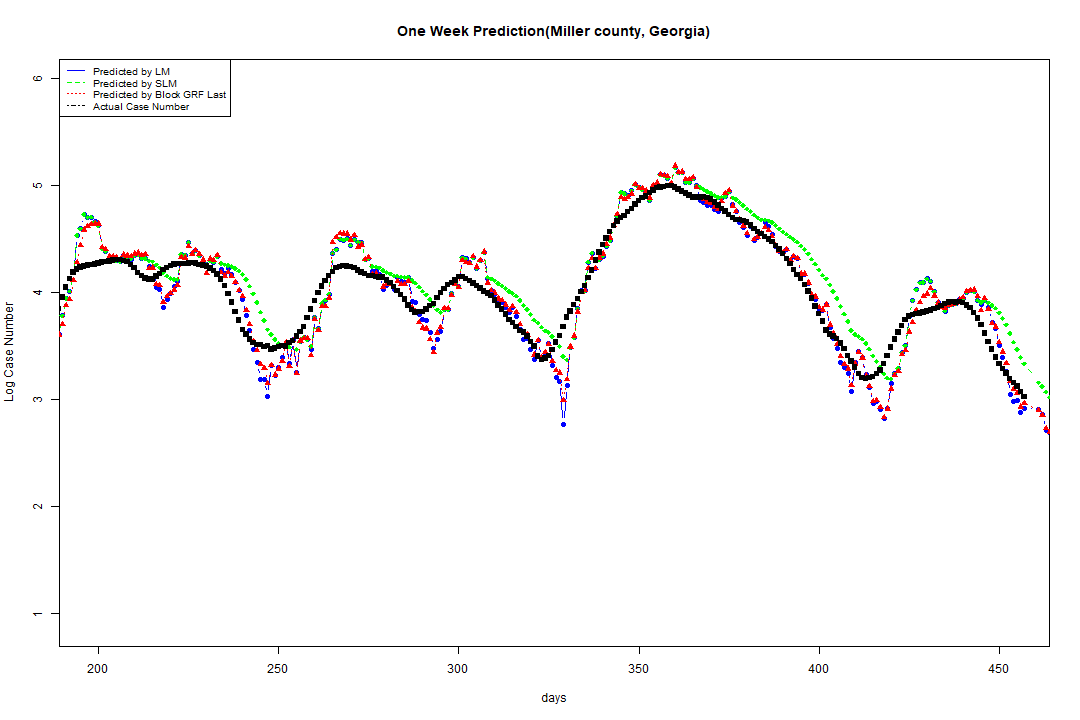 One Week Prediction(Miller county, Georgia)
Predicted by LM
Predicted by SLM
Predicted by Block GRF Last
Actual Case Number
6
5
4
3
2
1
Log Case Number
200 250 300 350 400 450
days